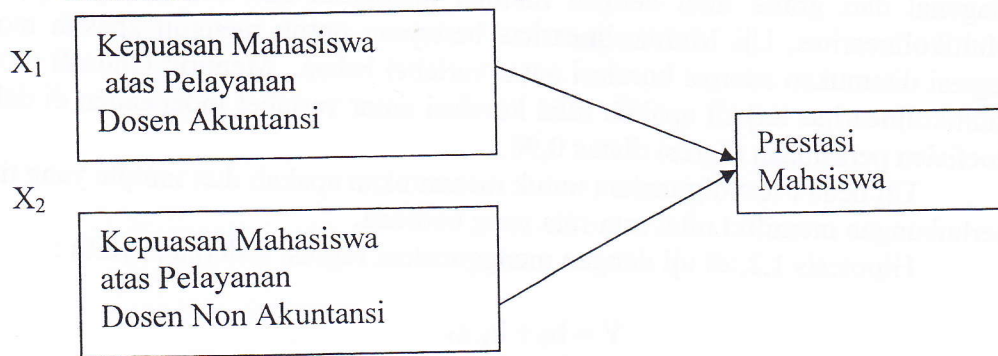 X1
Kepuasan Mahasiswa
atas Pelayanan
Dosen Akuntansi
Prestasi
Mahsiswa
X2
Kepuasan Mahasiswa
atas Pelayanan
Dosen Non Akuntansi